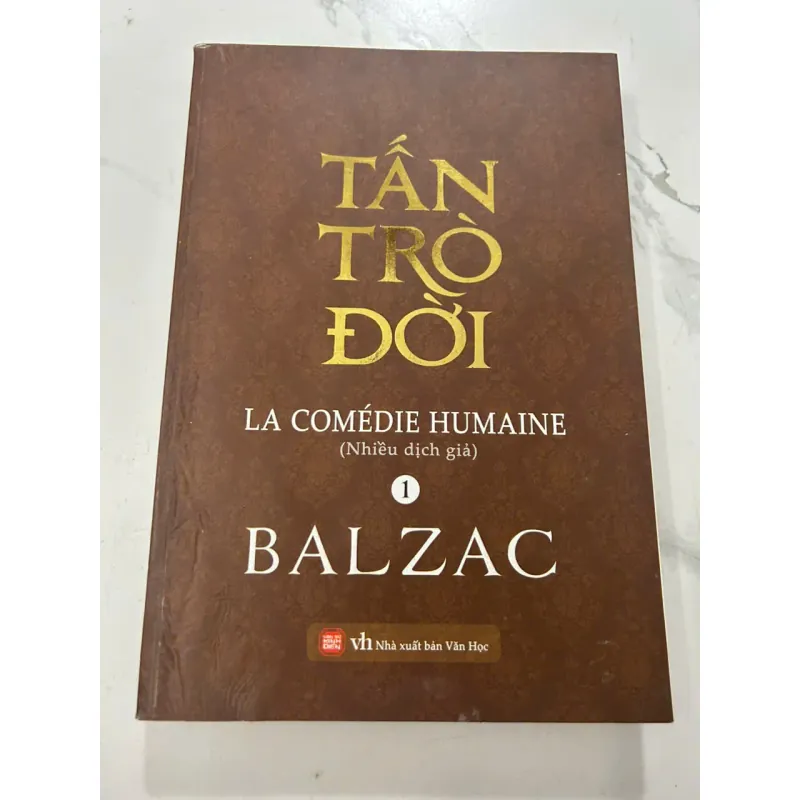 TẤN
TRÒ
ĐỜI
LA COMÉDIE HUMAINE
(Nhiều dịch giả)
1
BALZAC
vh Nhà xuất bản Văn Học